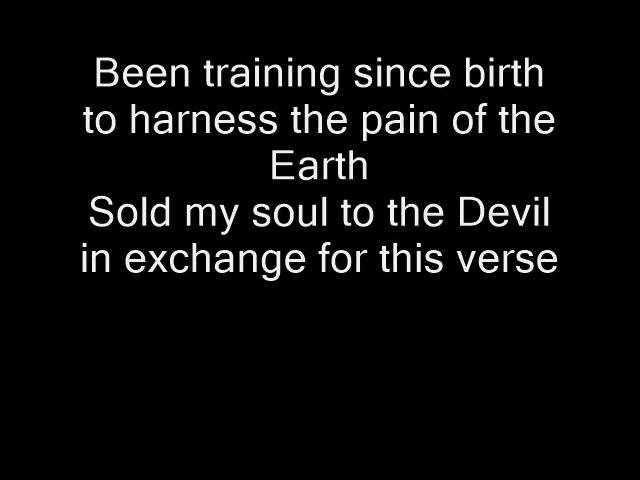 Been training since birth
to harness the pain of the
Earth
Sold my soul to the Devil
in exchange for this verse